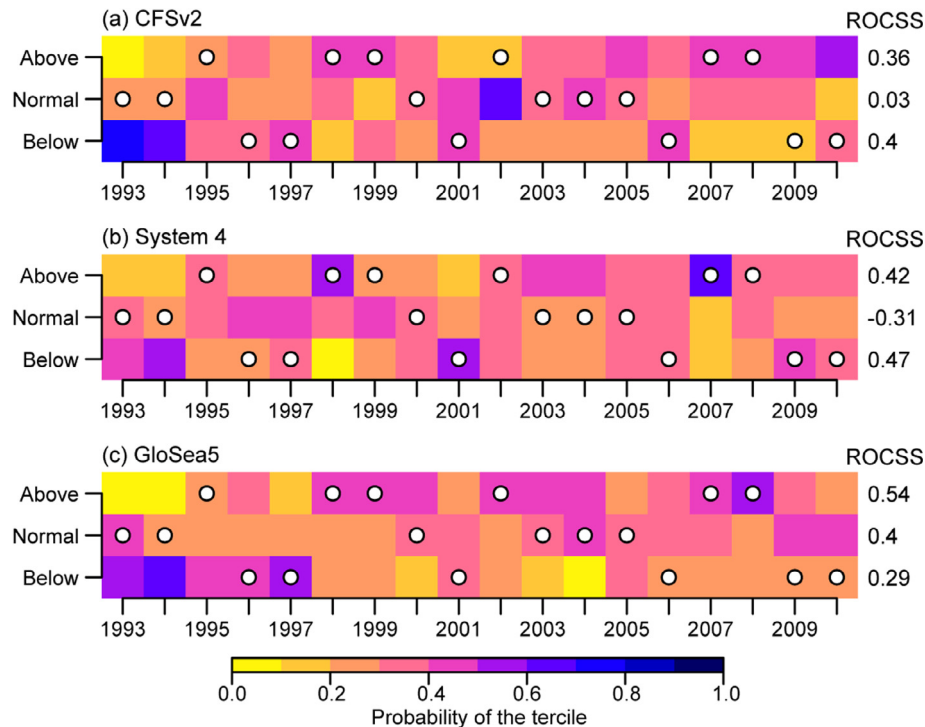 (a) CFSv2 ROCSS
Above 0.36
Normal 0.03
Below 0.4
1993 1995 1997 1999 2001 2003 2005 2007 2009
(b) System 4 ROCSS
Above 0.42
Normal -0.31
Below 0.47
1993 1995 1997 1999 2001 2003 2005 2007 2009
(c) GloSea5 ROCSS
Above 0.54
Normal 0.4
Below 0.29
1993 1995 1997 1999 2001 2003 2005 2007 2009
0.0 0.2 0.4 0.6 0.8 1.0
Probability of the tercile